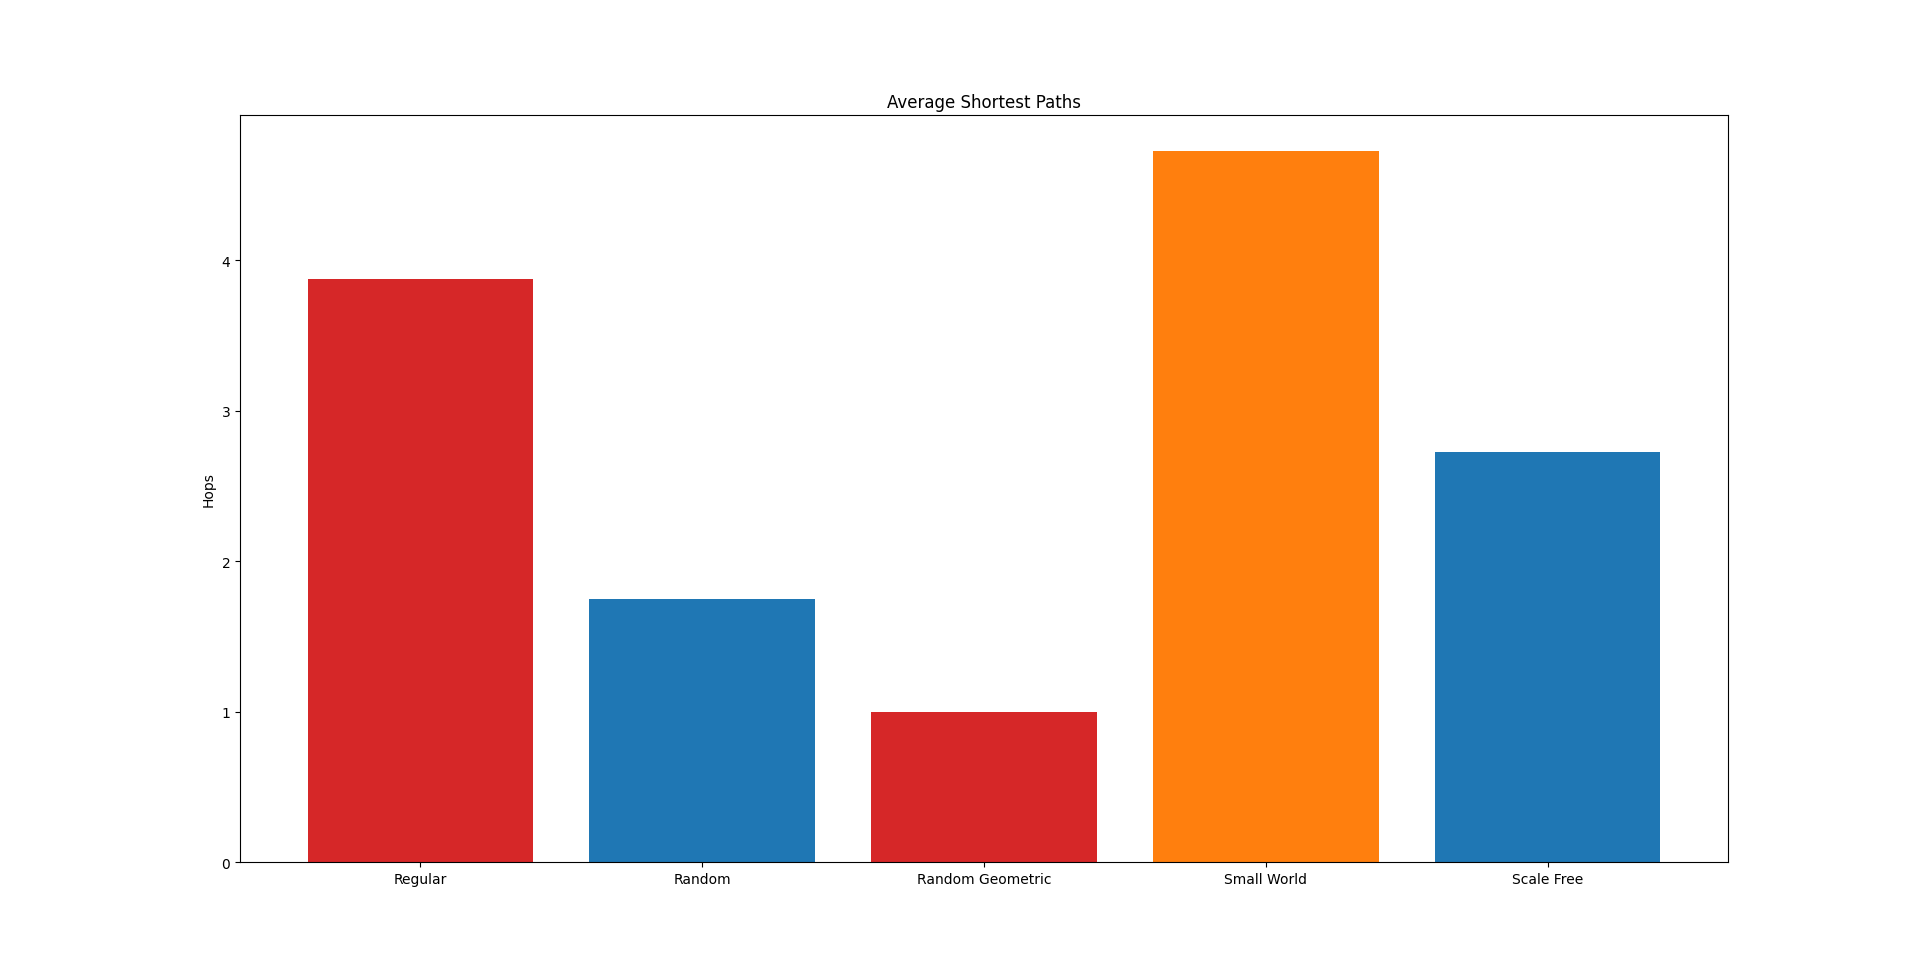 Average Shortest Paths
4
3
2
1
0
Hops
Regular
Random
Random Geometric
Small World
Scale Free